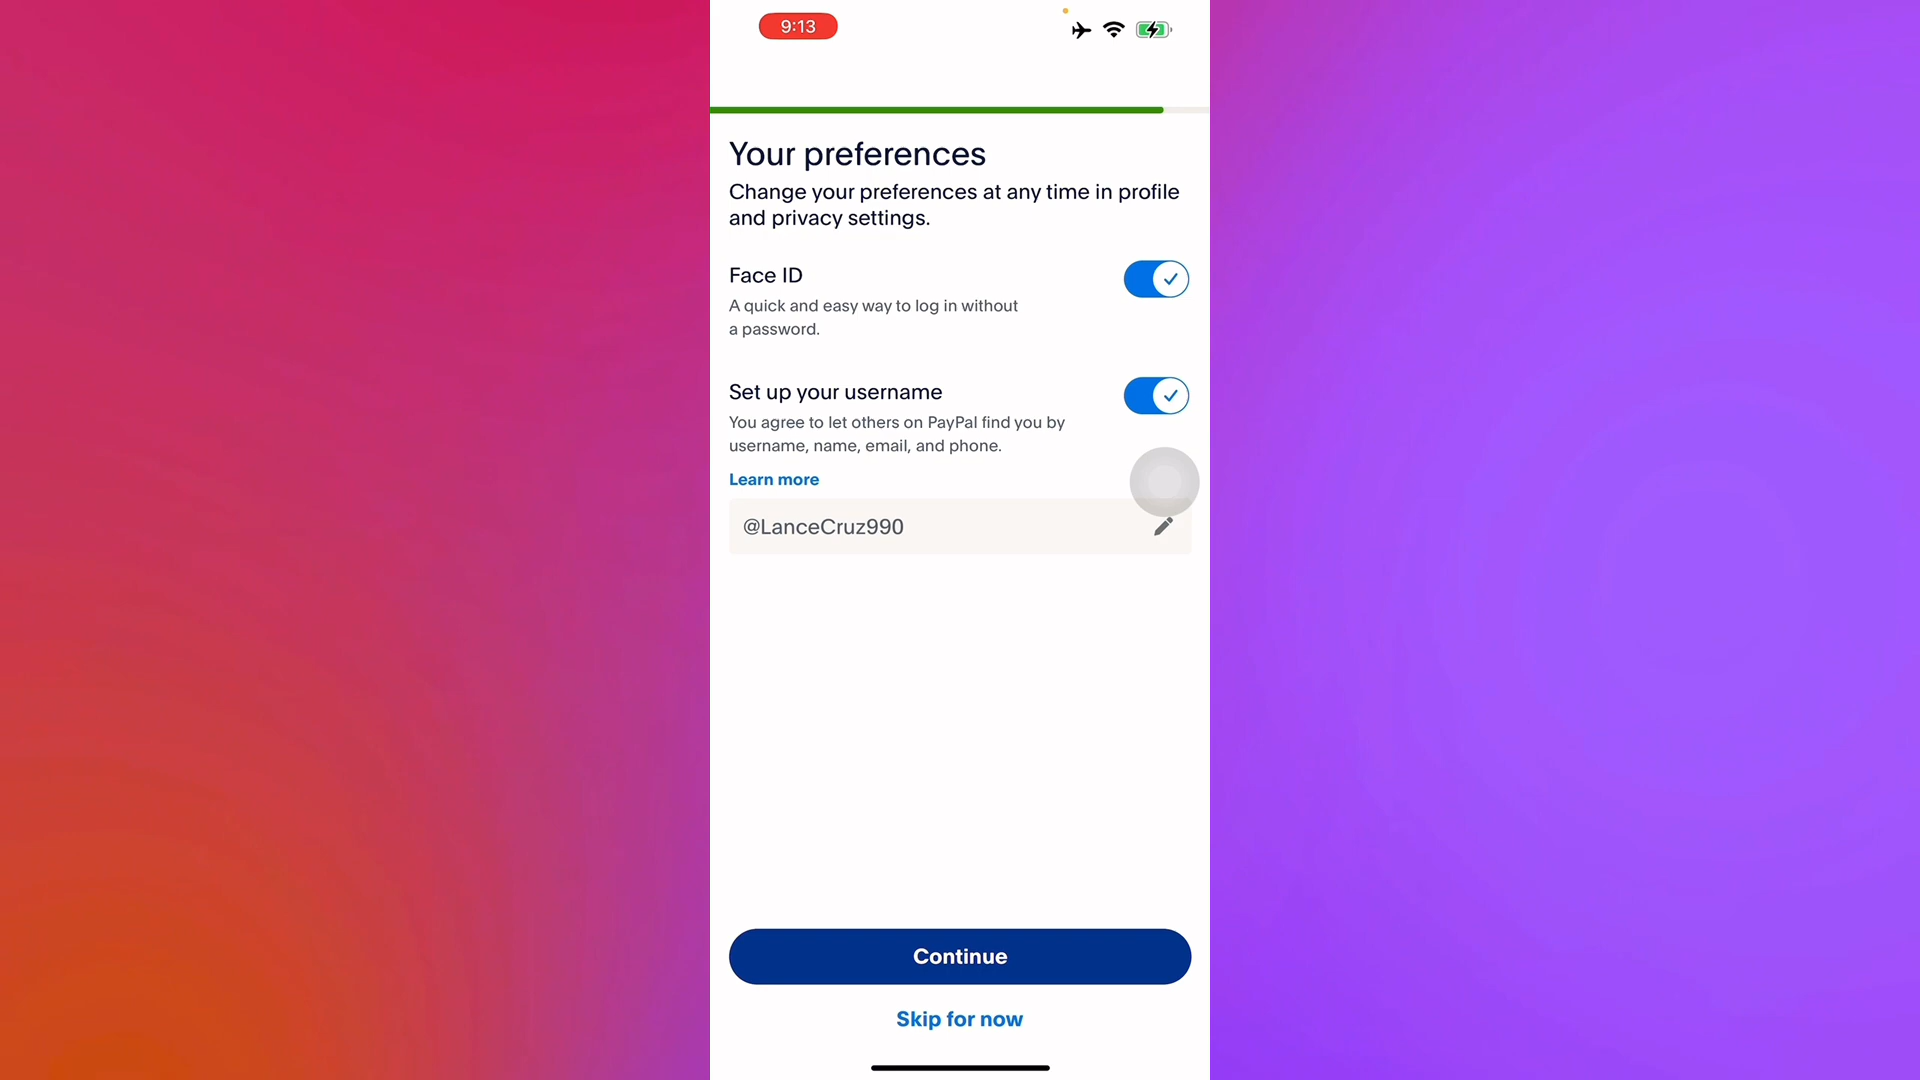 9:13
Your preferences
Change your preferences at any time in profile
and privacy settings.
Face ID
A quick and easy way to log in without
a password.
Set up your username
You agree to let others on PayPal find you by
username, name, email, and phone.
Learn more
@LanceCruz990
Continue
Skip for now